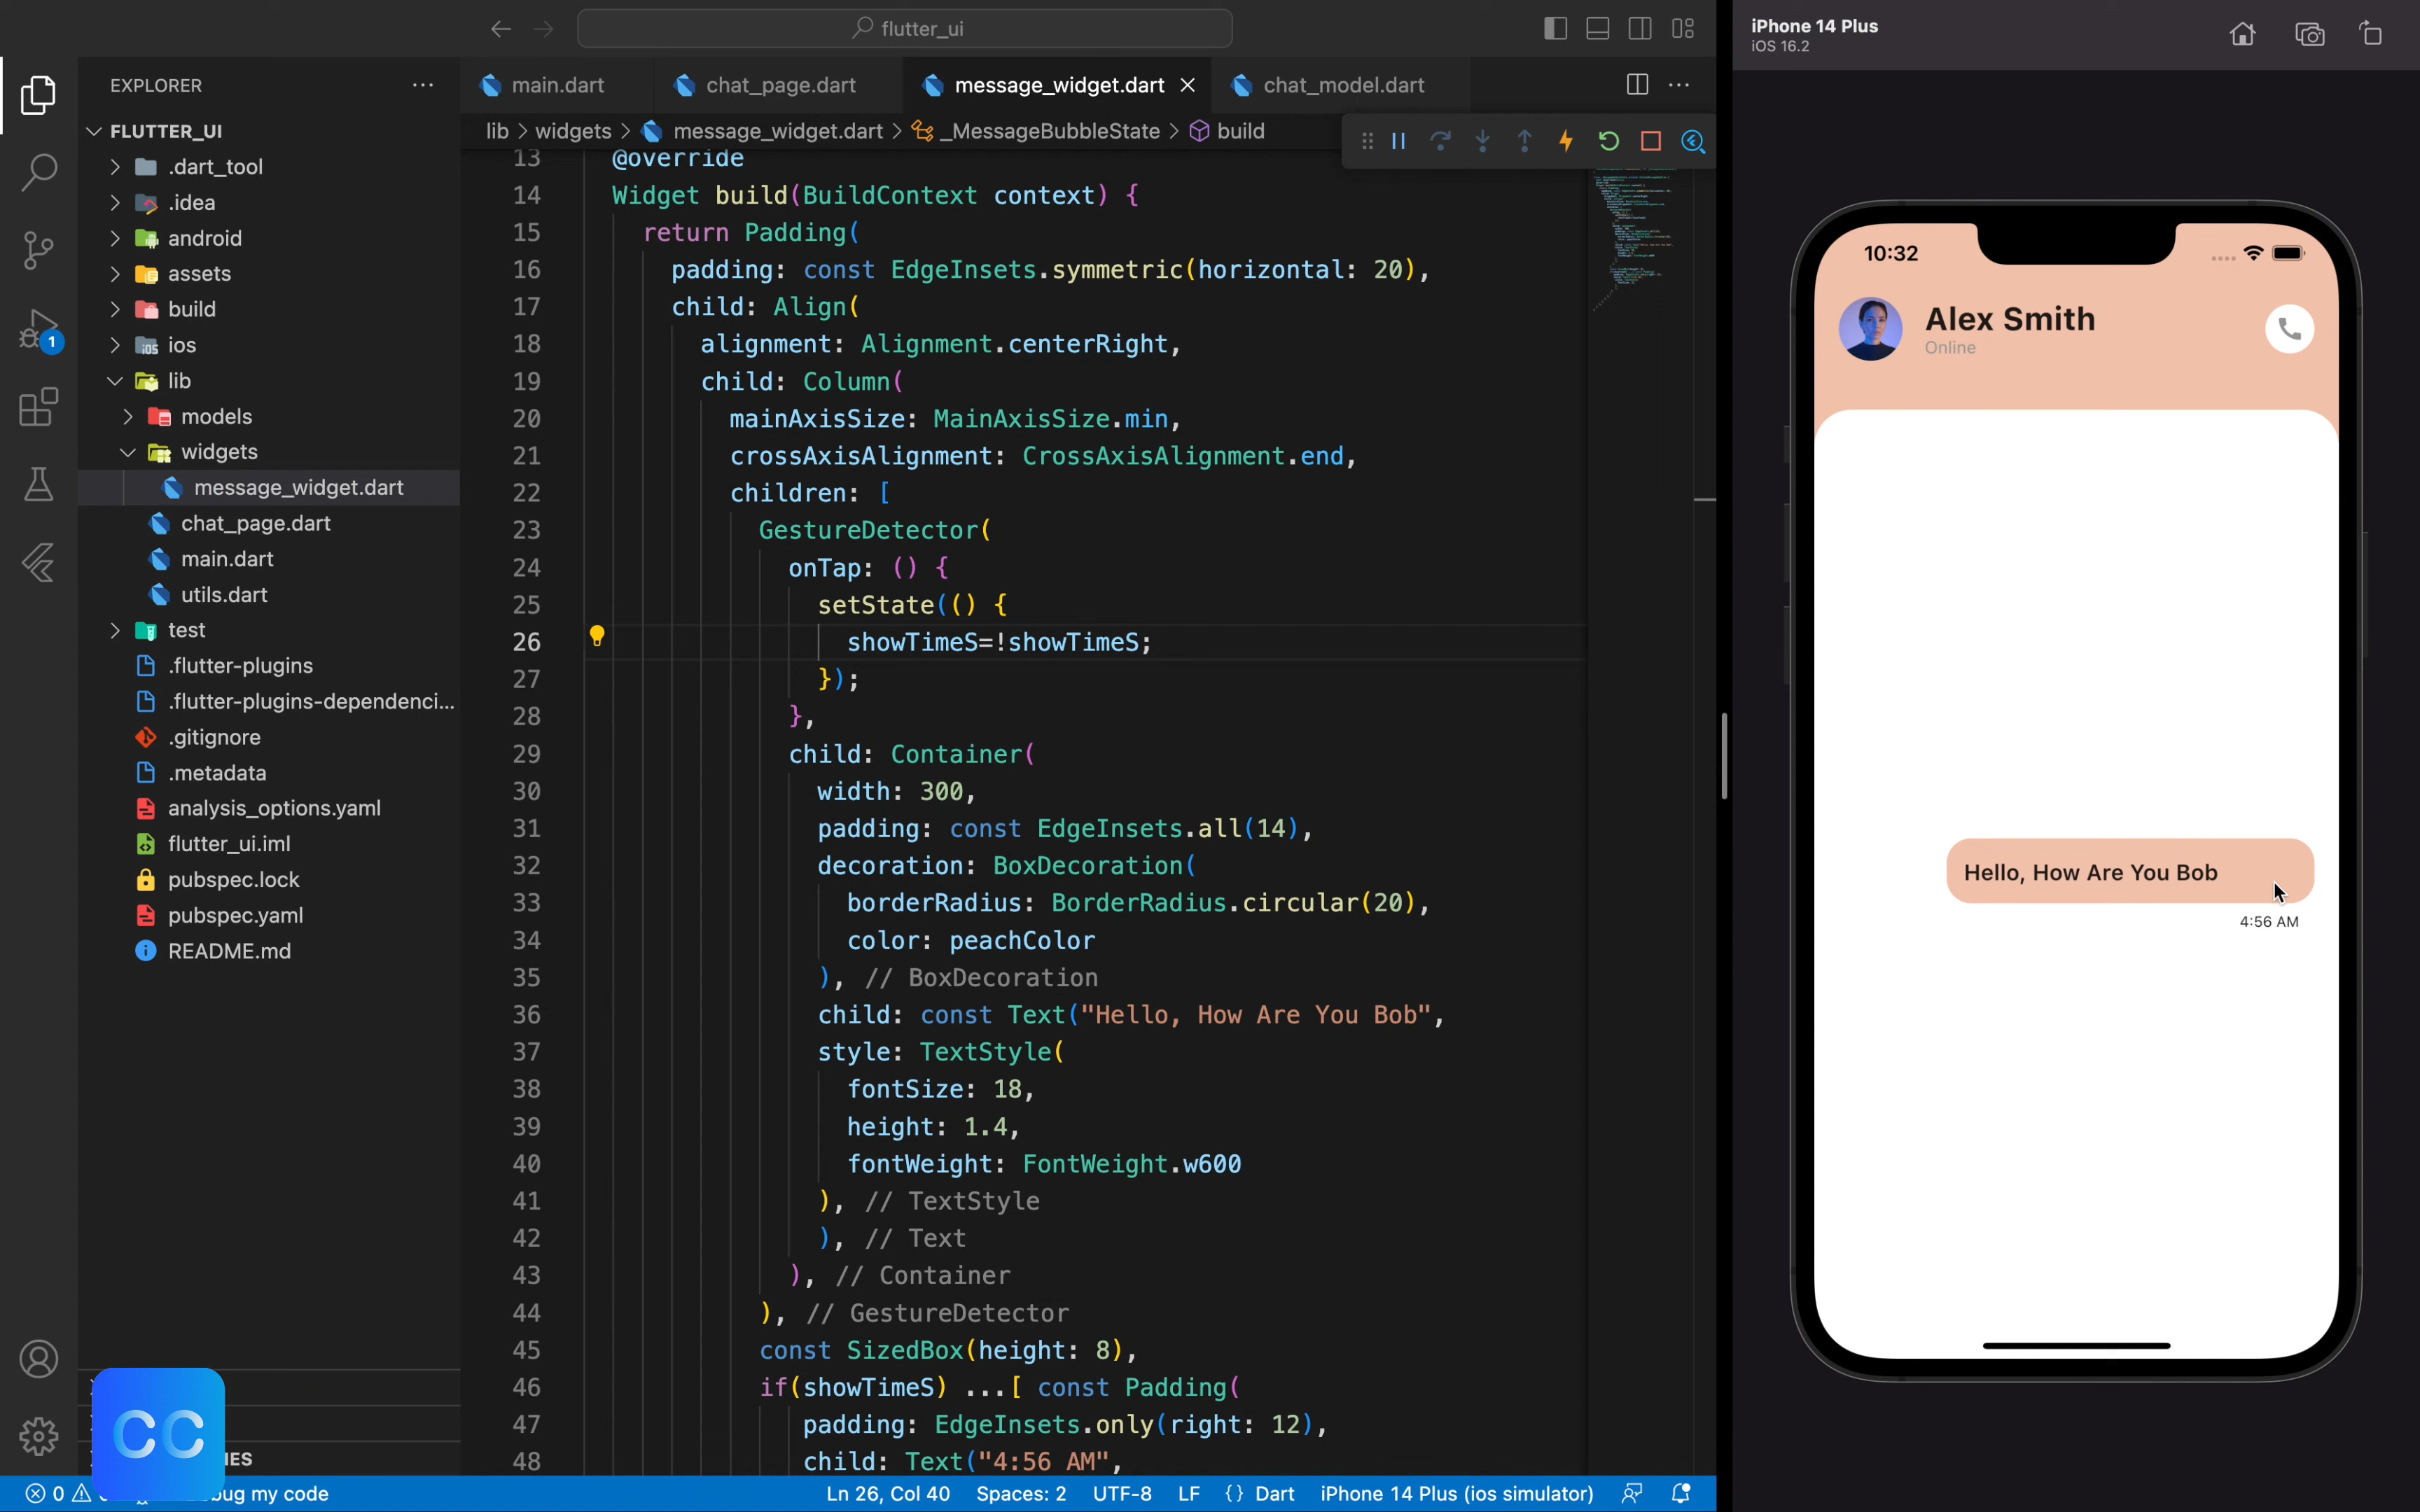 flutter_ui
iPhone 14 Plus
iOS 16.2
EXPLORER
FLUTTER_UI
.dart_tool
.idea
android
assets
build
ios
lib
models
widgets
message_widget.dart
chat_page.dart
main.dart
utils.dart
test
.flutter-plugins
.flutter-plugins-dependenci...
.gitignore
.metadata
analysis_options.yaml
flutter_ui.iml
pubspec.lock
pubspec.yaml
README.md
1
main.dart
chat_page.dart
message_widget.dart
chat_model.dart
lib > widgets > message_widget.dart > _MessageBubbleState > build
13 @override
14 Widget build(BuildContext context) {
15 return Padding(
16 padding: const EdgeInsets.symmetric(horizontal: 20),
17 child: Align(
18 alignment: Alignment.centerRight,
19 child: Column(
20 mainAxisSize: MainAxisSize.min,
21 crossAxisAlignment: CrossAxisAlignment.end,
22 children: [
23 GestureDetector(
24 onTap: () {
25 setState(() {
26 showTimeS=!showTimeS;
27 });
28 },
29 child: Container(
30 width: 300,
31 padding: const EdgeInsets.all(14),
32 decoration: BoxDecoration(
33 borderRadius: BorderRadius.circular(20),
34 color: peachColor
35 ), // BoxDecoration
36 child: const Text("Hello, How Are You Bob",
37 style: TextStyle(
38 fontSize: 18,
39 height: 1.4,
40 fontWeight: FontWeight.w600
41 ), // TextStyle
42 ), // Text
43 ), // Container
44 ), // GestureDetector
45 const SizedBox(height: 8),
46 if(showTimeS) ...[ const Padding(
47 padding: EdgeInsets.only(right: 12),
48 child: Text("4:56 AM",
10:32
Alex Smith
Online
Hello, How Are You Bob
4:56 AM
CC
IES
0
bug my code
Ln 26, Col 40
Spaces: 2
UTF-8
LF
{ } Dart
iPhone 14 Plus (ios simulator)